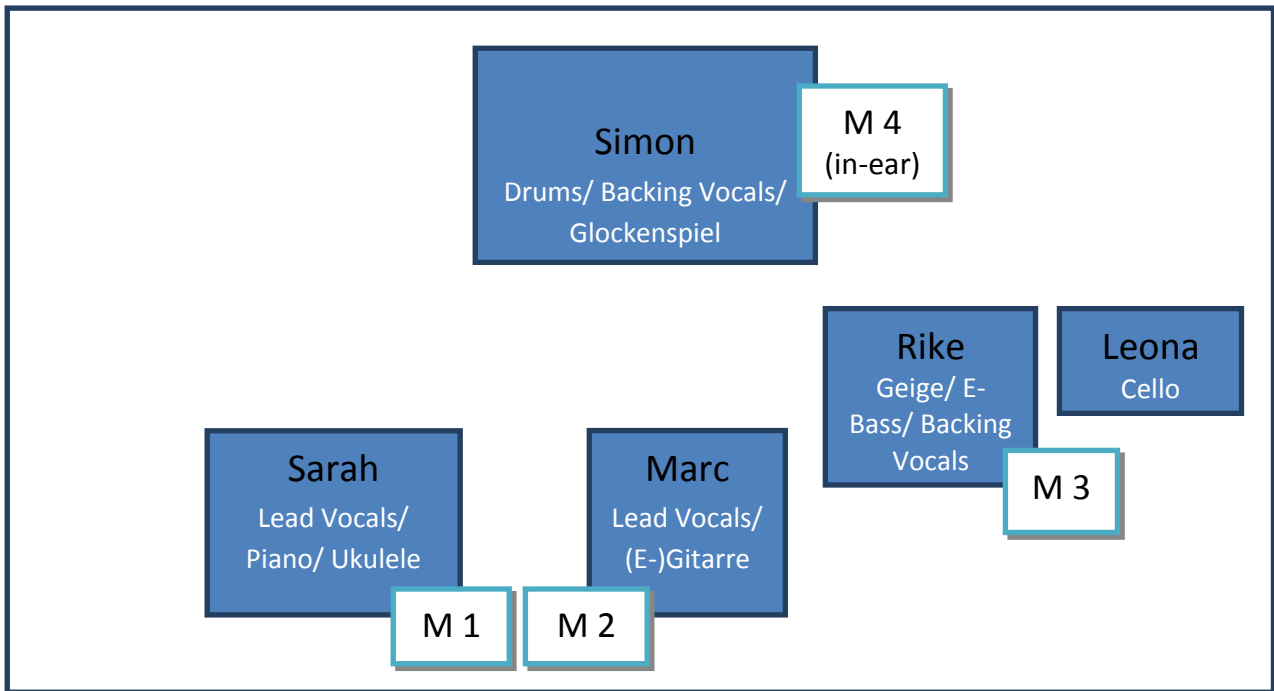 Simon
Drums/ Backing Vocals/
Glockenspiel
M 4
(in-ear)
Rike
Geige/ E-
Bass/ Backing
Vocals
M 3
Leona
Cello
Sarah
Lead Vocals/
Piano/ Ukulele
M 1
Marc
Lead Vocals/
(E-)Gitarre
M 2